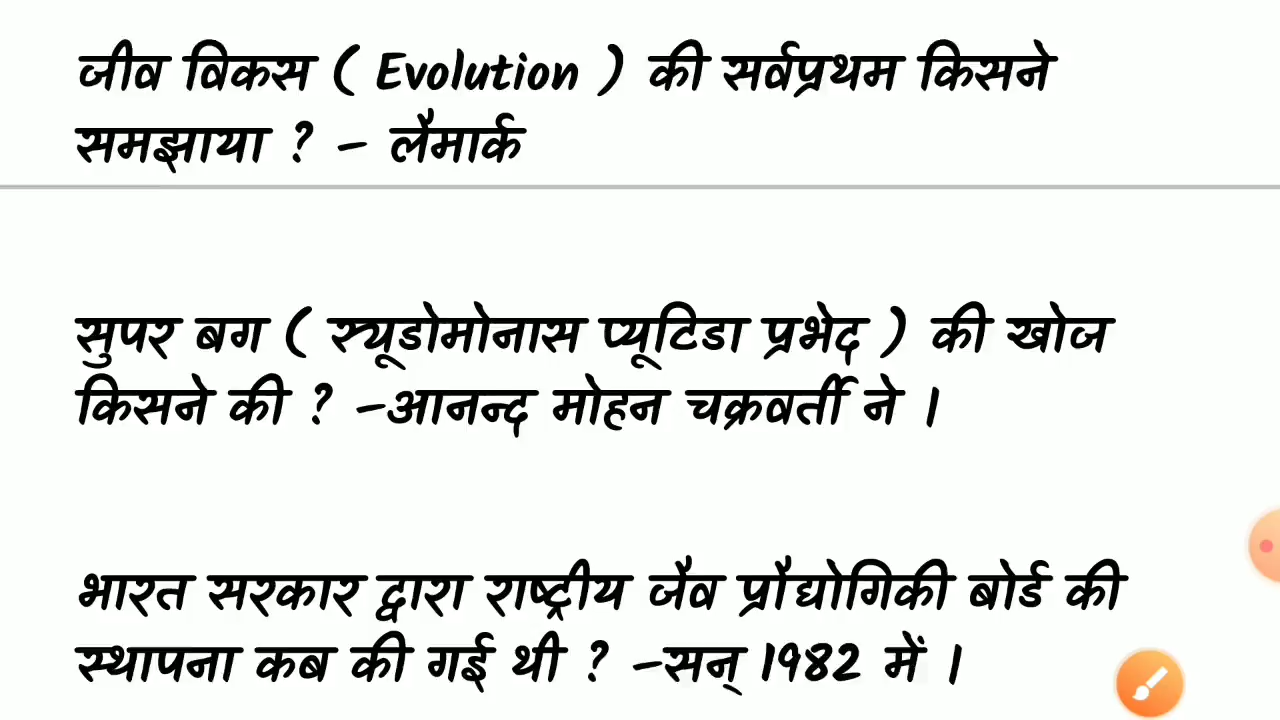 जीव विकस ( Evolution ) की सर्वप्रथम किसने
समझाया ? - लैमार्क
सुपर बग ( स्यूडोमोनास प्यूटिडा प्रभेद ) की खोज
किसने की ? -आनन्द मोहन चक्रवर्ती ने ।
भारत सरकार द्वारा राष्ट्रीय जैव प्रौद्योगिकी बोर्ड की
स्थापना कब की गई थी ? -सन् 1982 में ।